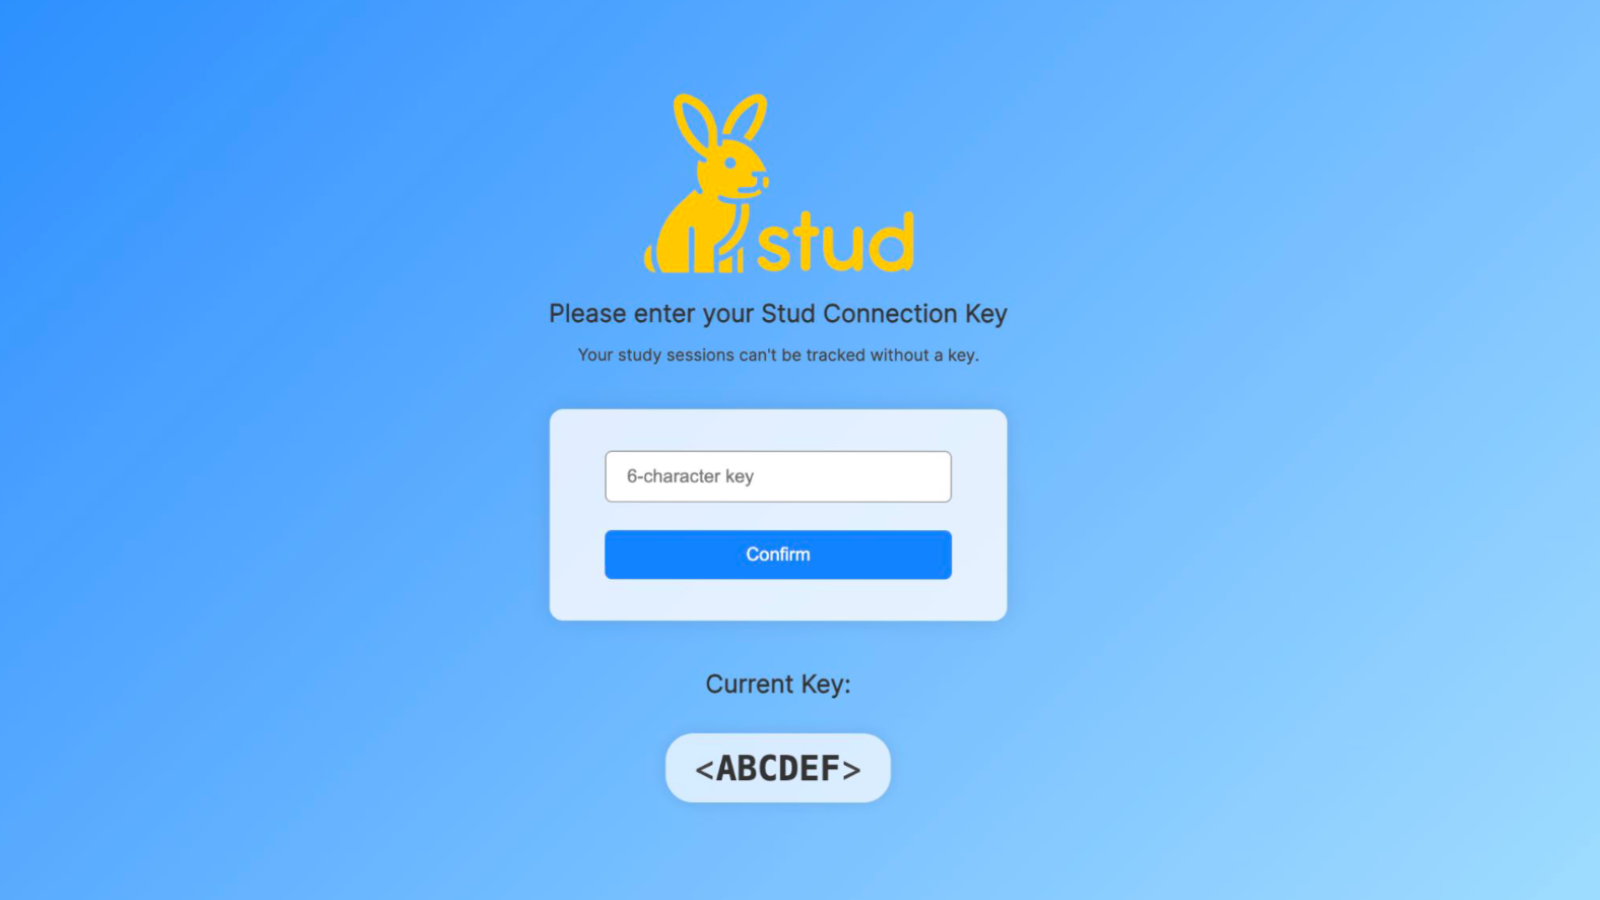 stud
Please enter your Stud Connection Key
Your study sessions can't be tracked without a key.
6-character key
Confirm
Current Key:
<ABCDEF>